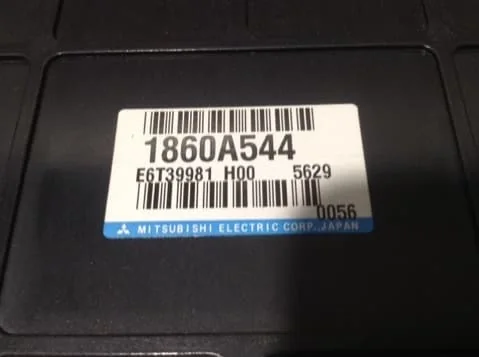 1860A544
E6T39981 H00 5629
0056
MITSUBISHI ELECTRIC CORP., JAPAN